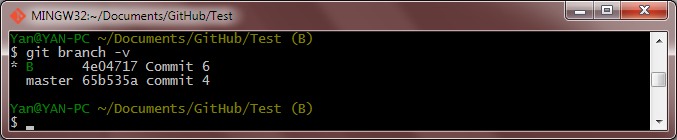 MINGW32:~/Documents/GitHub/Test
Yan@YAN-PC ~/Documents/GitHub/Test (B)
$ git branch -v
* B      4e04717 Commit 6
  master 65b535a commit 4
Yan@YAN-PC ~/Documents/GitHub/Test (B)
$